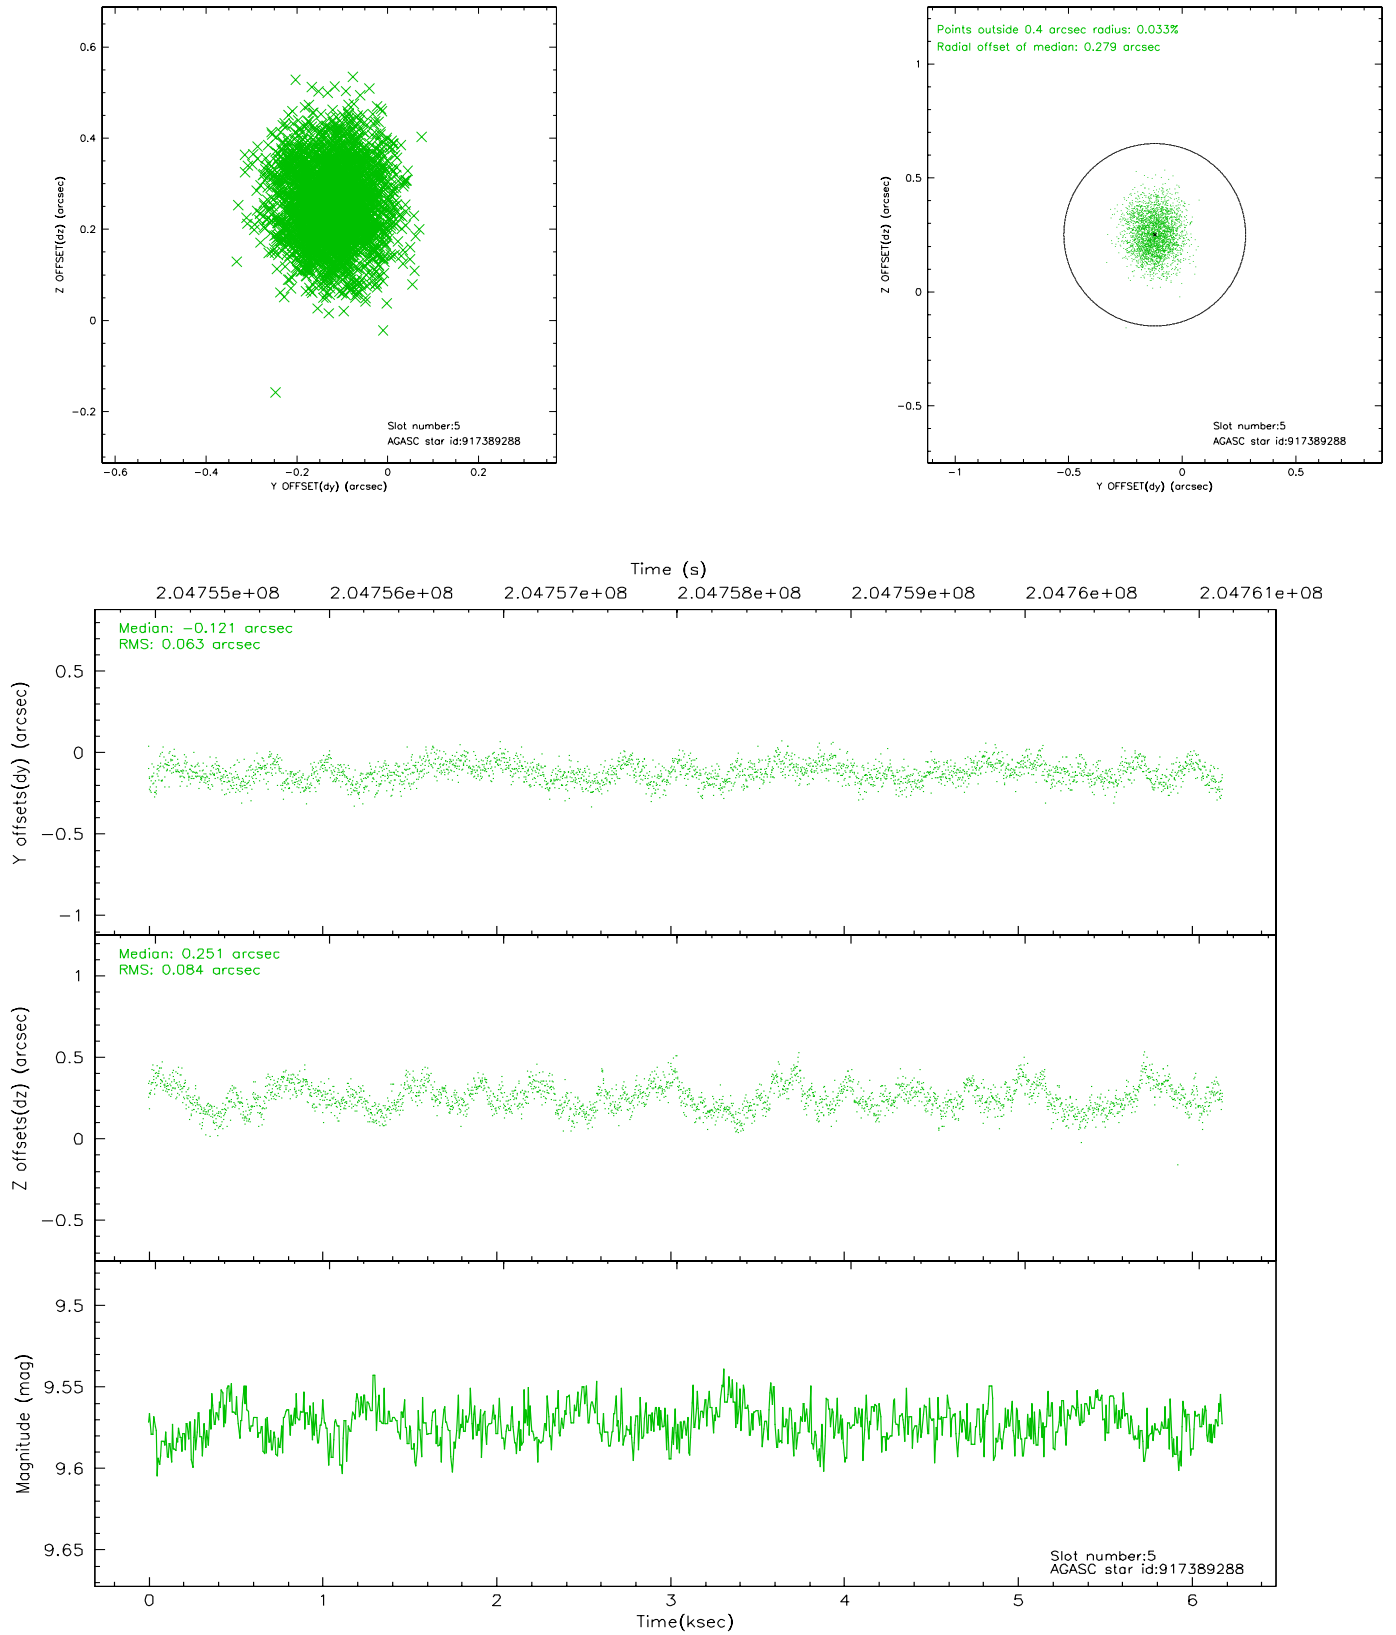 0.6
0.4
0.2
0
−0.2
Z OFFSET(dz) (arcsec)
Slot number:5
AGASC star id:917389288
−0.6 −0.4 −0.2 0 0.2
Y OFFSET(dy) (arcsec)
Points outside 0.4 arcsec radius: 0.033%
Radial offset of median: 0.279 arcsec
1
0.5
0
−0.5
Z OFFSET(dz) (arcsec)
Slot number:5
AGASC star id:917389288
−1 −0.5 0 0.5
Y OFFSET(dy) (arcsec)
Time (s)
2.04755e+08 2.04756e+08 2.04757e+08 2.04758e+08 2.04759e+08 2.0476e+08 2.04761e+08
Median: −0.121 arcsec
RMS: 0.063 arcsec
0.5
0
−0.5
−1
Y offsets(dy) (arcsec)
Median: 0.251 arcsec
RMS: 0.084 arcsec
1
0.5
0
−0.5
Z offsets(dz) (arcsec)
9.5
9.55
9.6
9.65
Magnitude (mag)
Slot number:5
AGASC star id:917389288
0 1 2 3 4 5 6
Time(ksec)